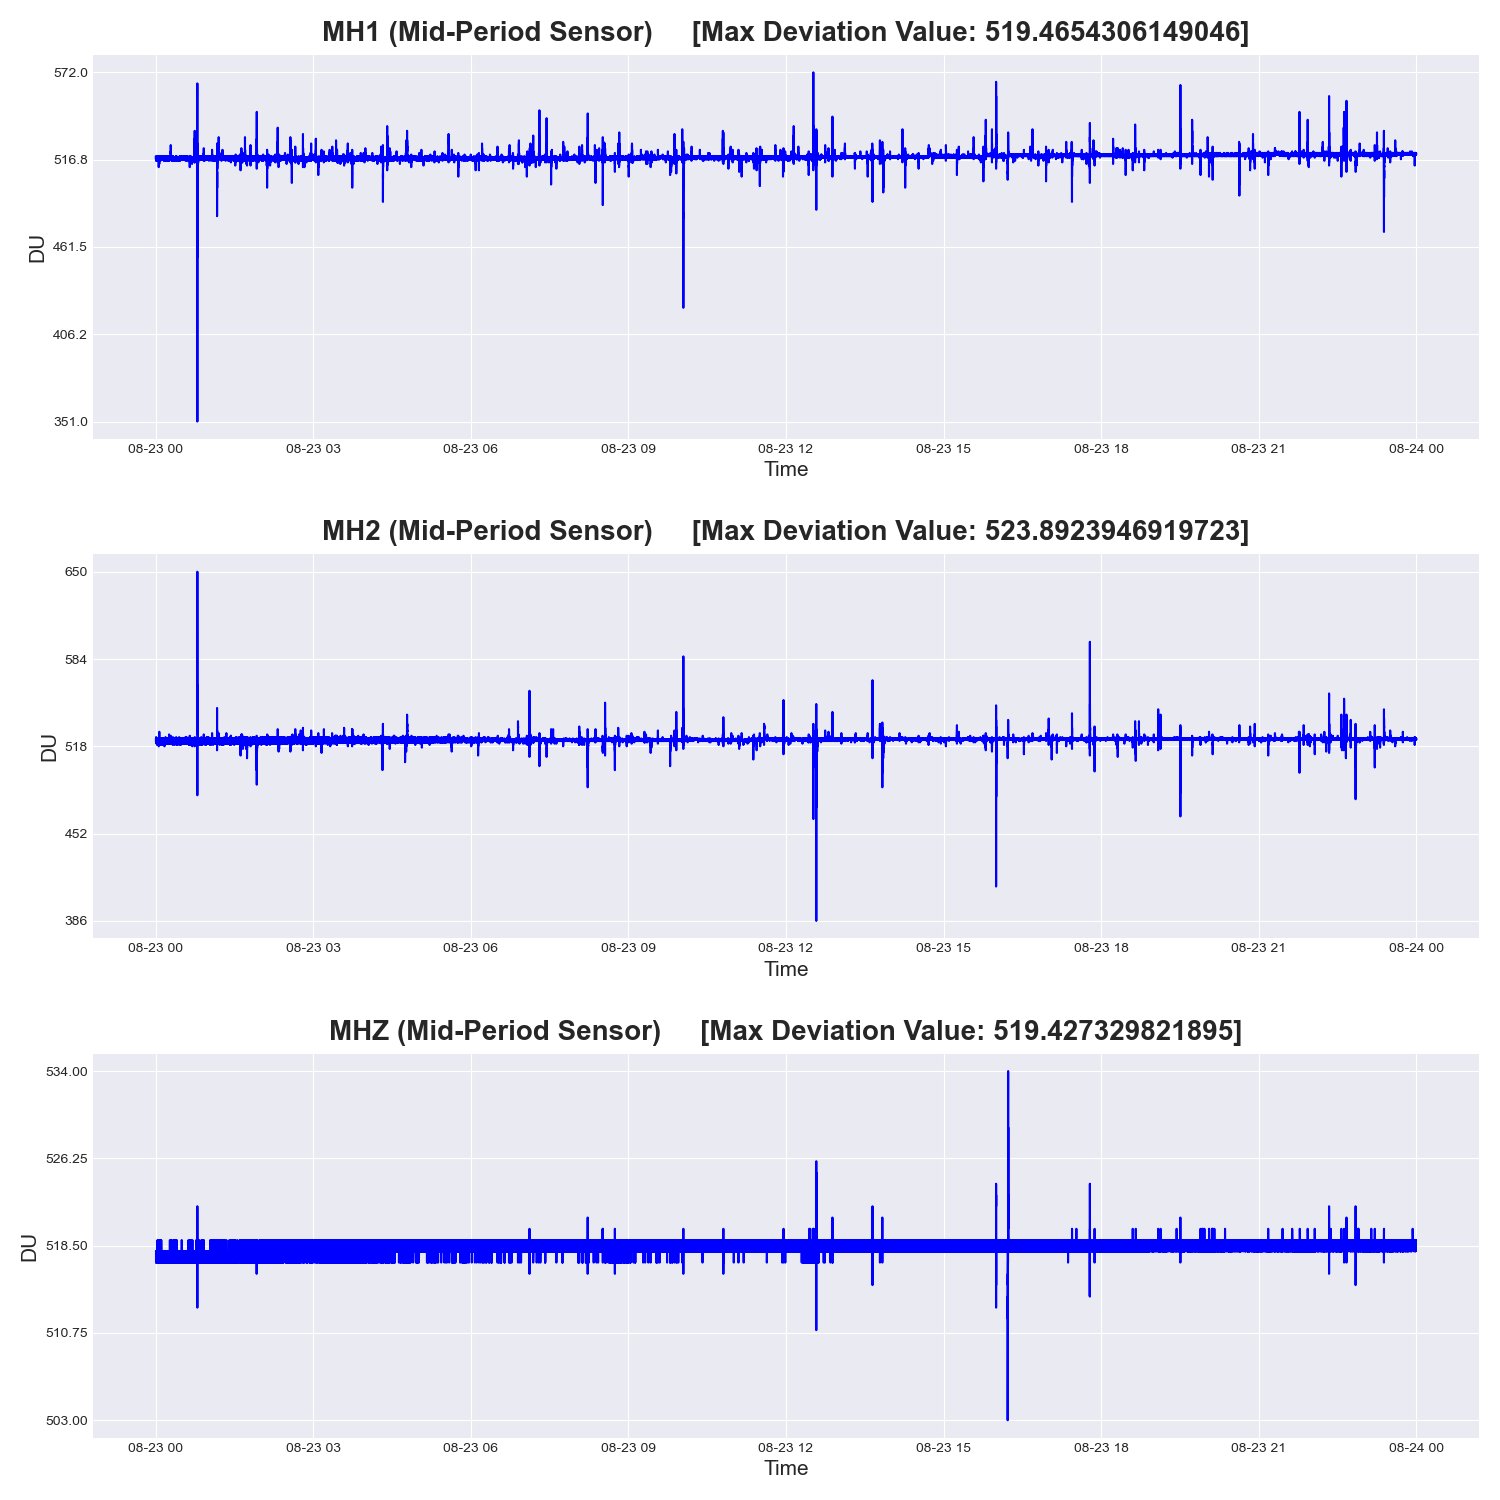 MH1 (Mid-Period Sensor) [Max Deviation Value: 519.4654306149046]
572.0
516.8
461.5
406.2
351.0
DU
08-23 00 08-23 03 08-23 06 08-23 09 08-23 12 08-23 15 08-23 18 08-23 21 08-24 00
Time
MH2 (Mid-Period Sensor) [Max Deviation Value: 523.8923946919723]
650
584
518
452
386
DU
08-23 00 08-23 03 08-23 06 08-23 09 08-23 12 08-23 15 08-23 18 08-23 21 08-24 00
Time
MHZ (Mid-Period Sensor) [Max Deviation Value: 519.427329821895]
534.00
526.25
518.50
510.75
503.00
DU
08-23 00 08-23 03 08-23 06 08-23 09 08-23 12 08-23 15 08-23 18 08-23 21 08-24 00
Time